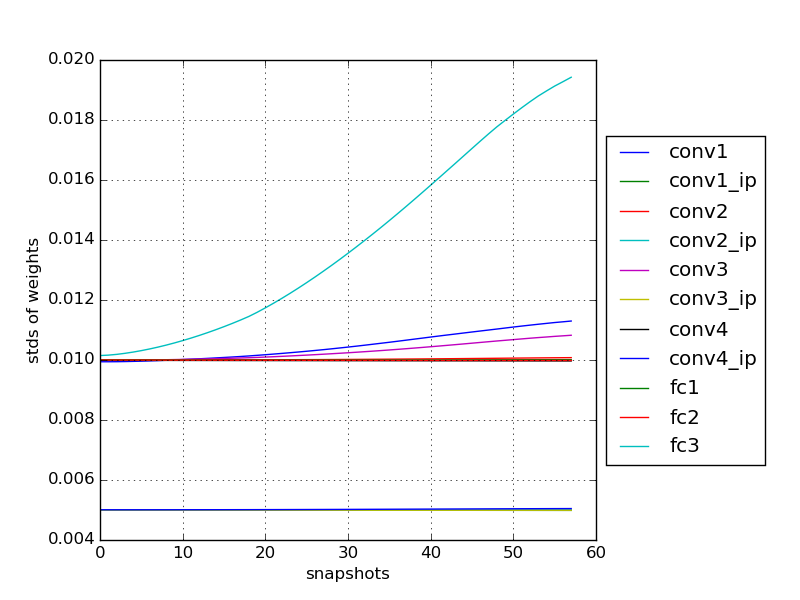 0.020
0.018
0.016
0.014
0.012
0.010
0.008
0.006
0.004
stds of weights
0 10 20 30 40 50 60
snapshots
conv1
conv1_ip
conv2
conv2_ip
conv3
conv3_ip
conv4
conv4_ip
fc1
fc2
fc3